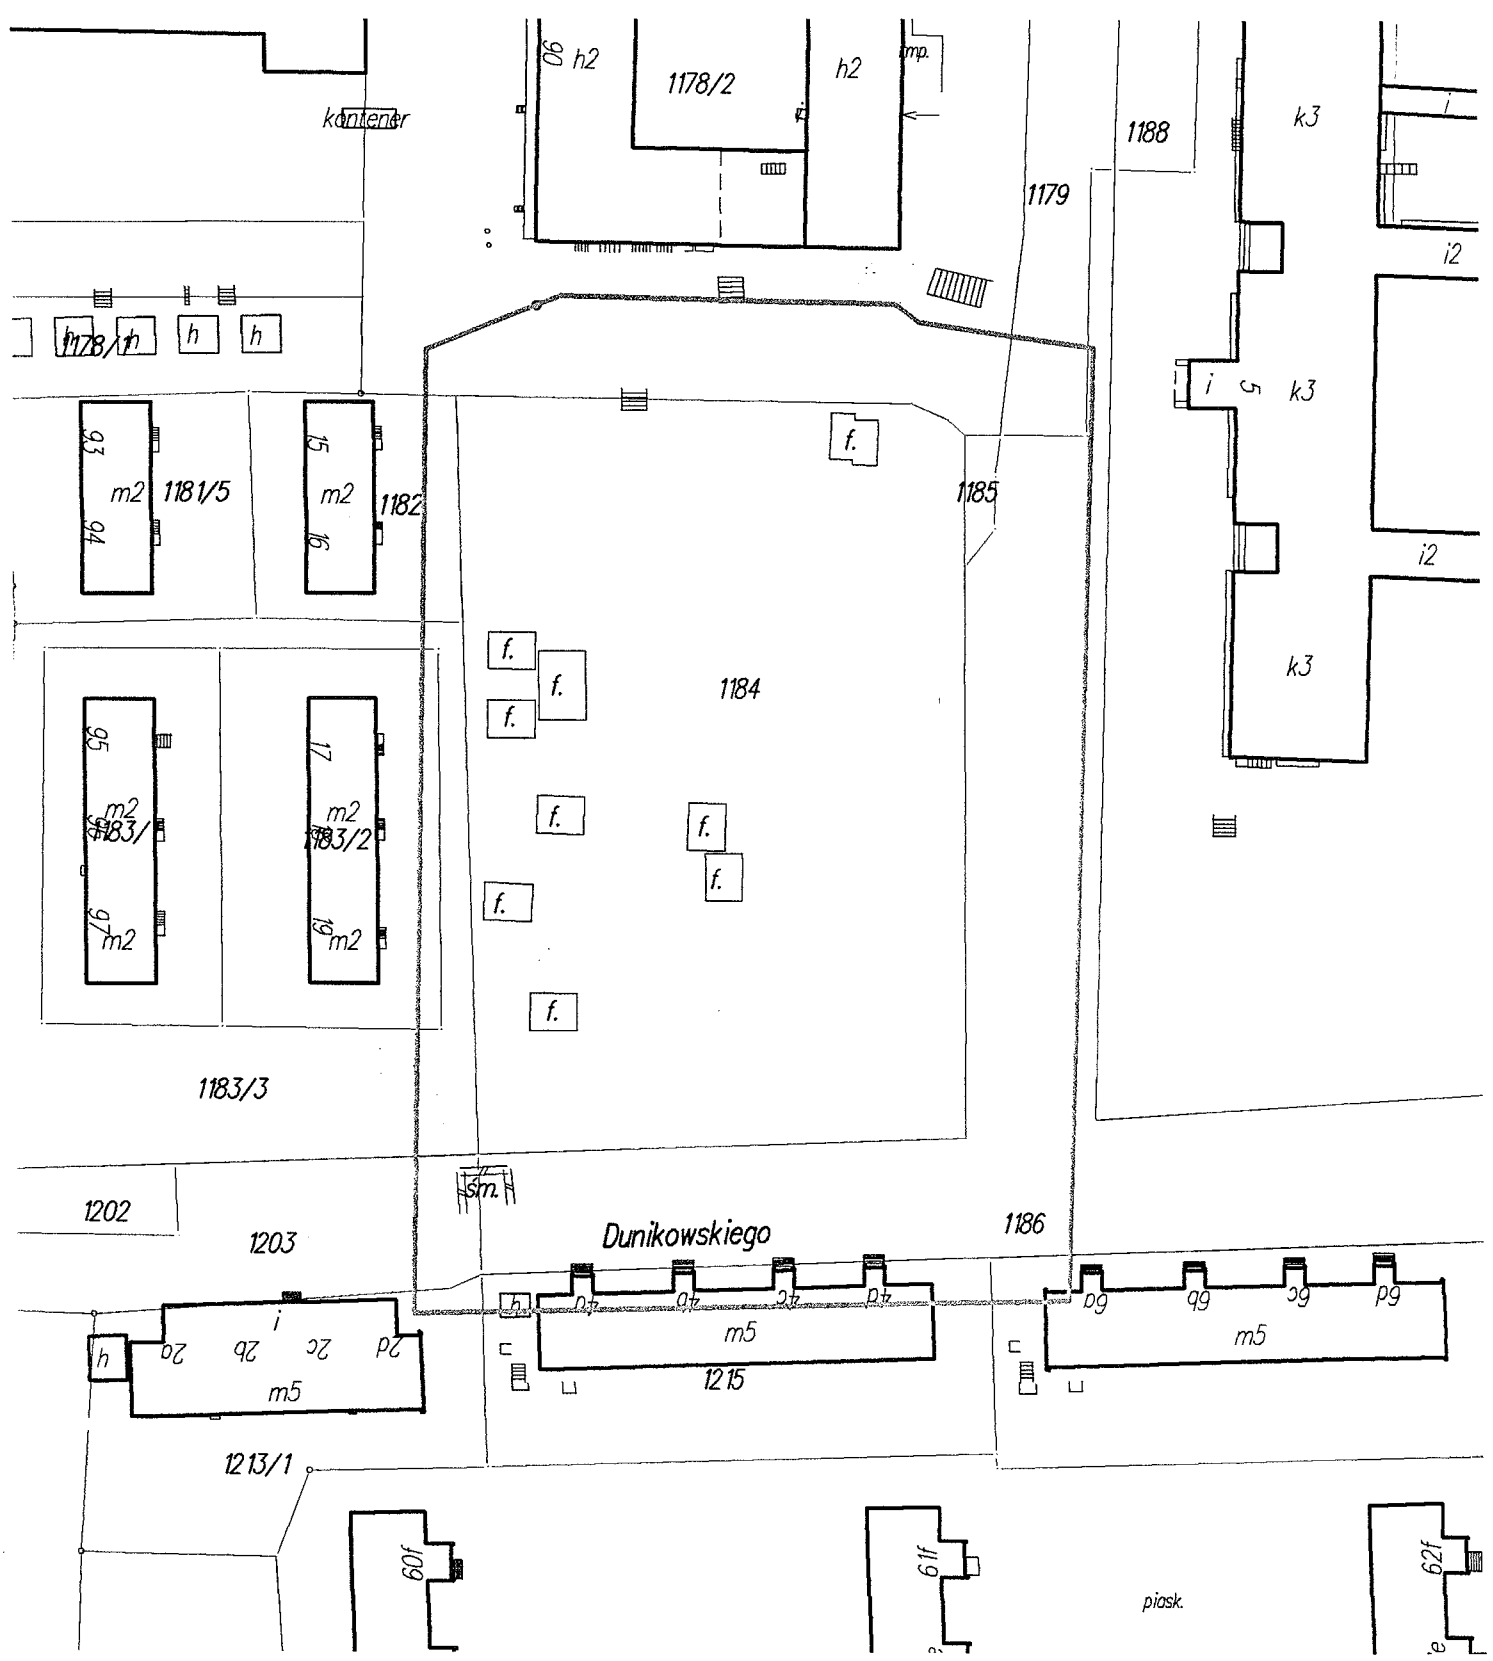 90
h2
1178/2
h2
k3
i
kontener
1188
1179
i2
h
h
h
h
1178/1
i
5
k3
93
m2
1181/5
94
15
m2
1182
16
f.
1185
i2
f.
f.
f.
1184
k3
95
m2
1183/
97
m2
17
m2
1183/2
19
m2
f.
f.
f.
f.
f.
1183/3
śm.
1202
1203
Dunikowskiego
1186
h
i
2a
2b
2c
2d
m5
h
4a
4b
4c
4d
m5
1215
6a
6b
6c
6d
m5
1213/1
60f
61f
62f
piask.